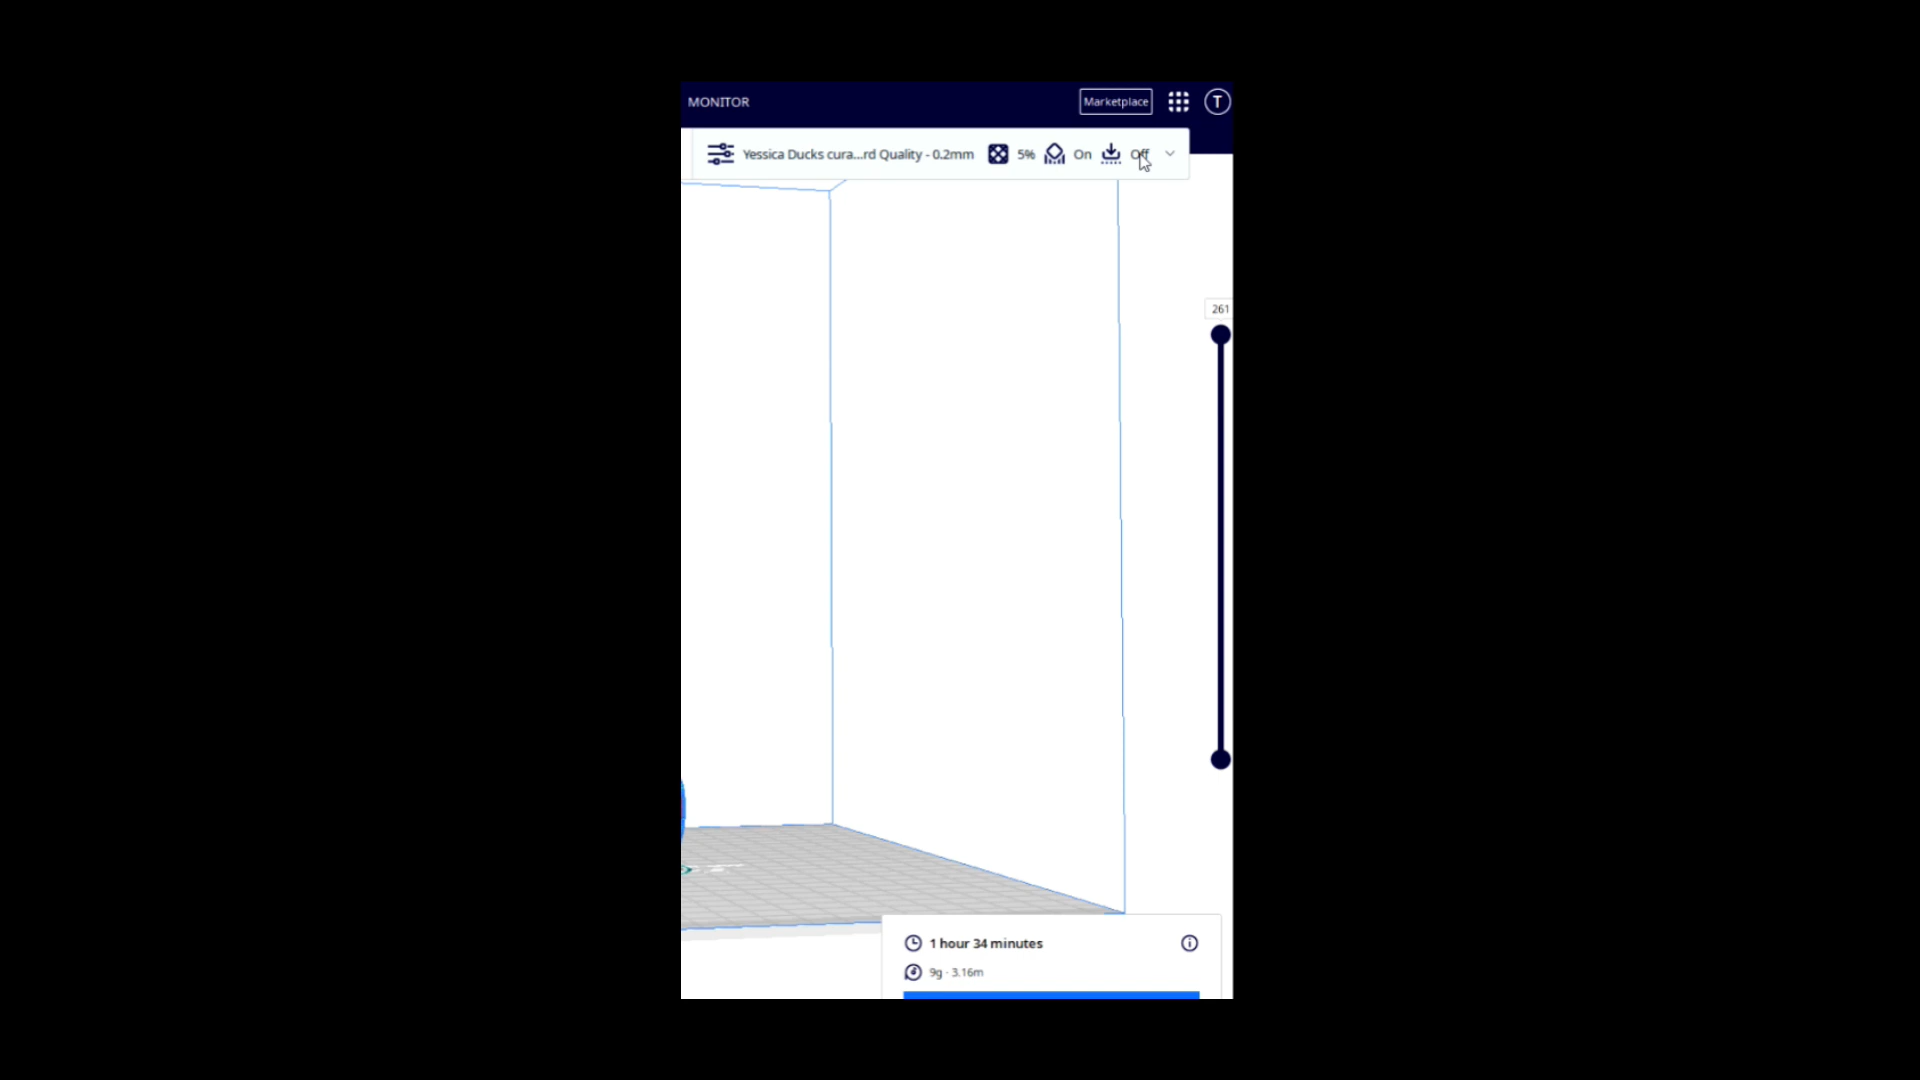 MONITOR
Marketplace
T
Yessica Ducks cura...rd Quality - 0.2mm 5% On Off
261
1 hour 34 minutes
9g · 3.16m